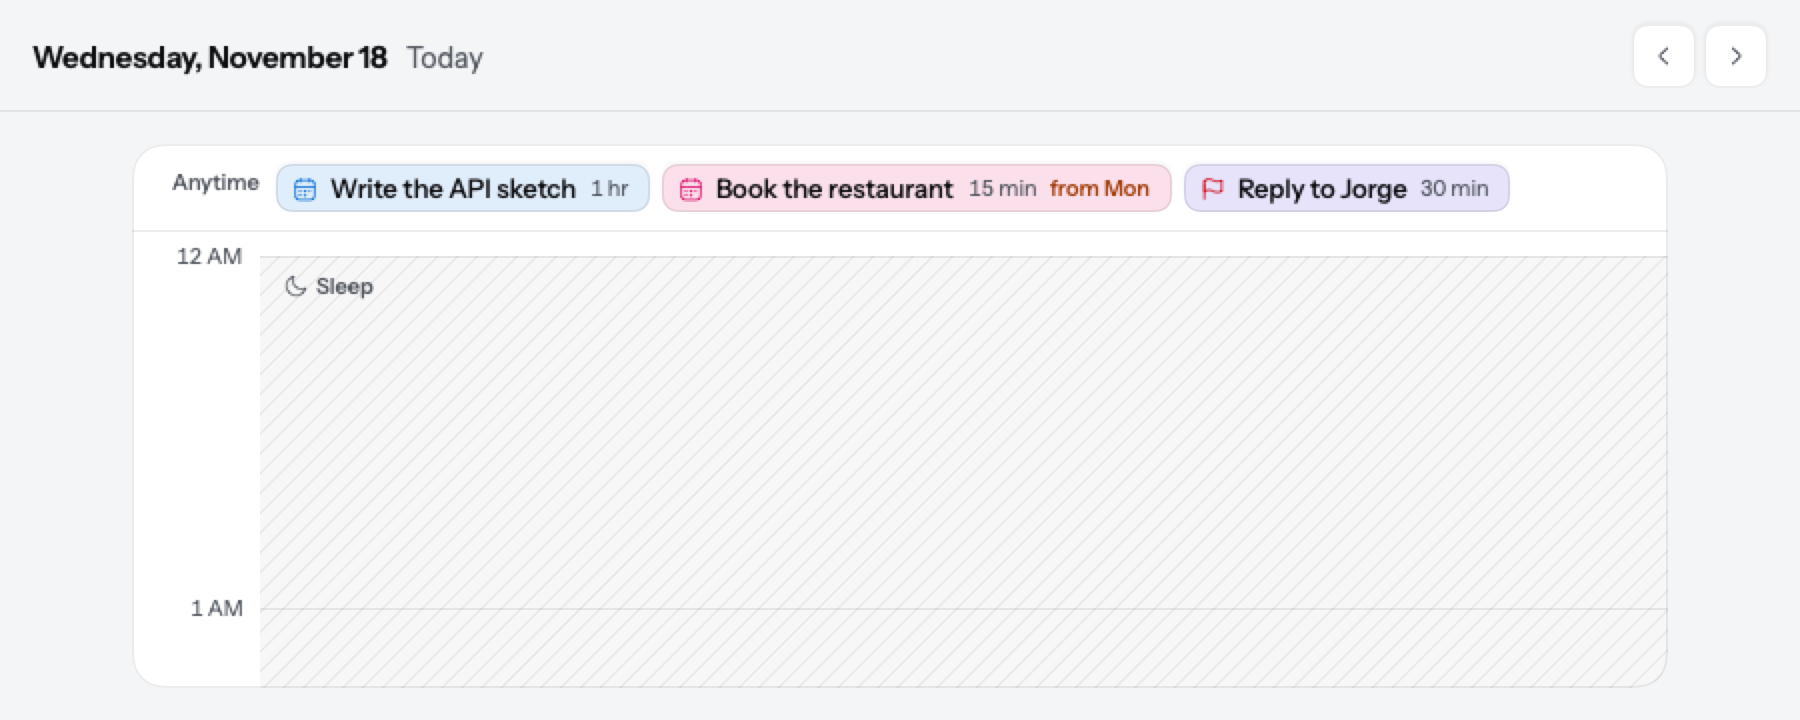 Wednesday, November 18 Today
Anytime Write the API sketch 1 hr Book the restaurant 15 min from Mon Reply to Jorge 30 min
12 AM
Sleep
1 AM